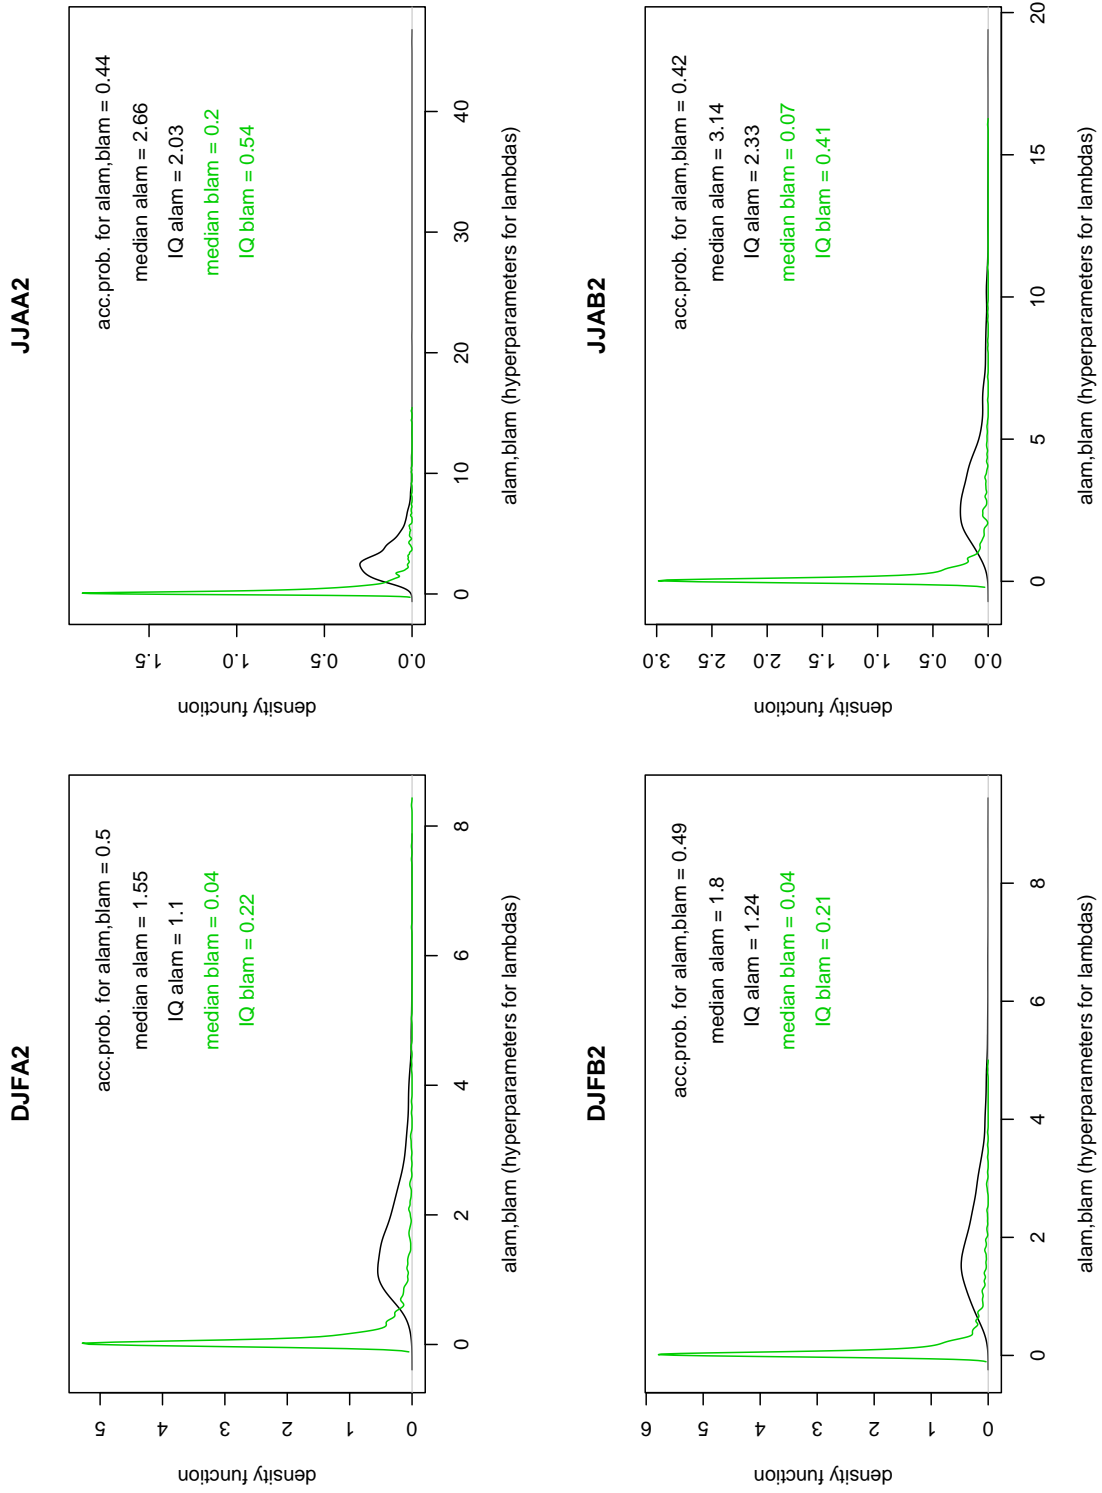 DJFA2
acc.prob. for alam,blam = 0.5
median alam = 1.55
IQ alam = 1.1
median blam = 0.04
IQ blam = 0.22
density function
0 1 2 3 4 5
0 2 4 6 8
alam,blam (hyperparameters for lambdas)
JJAA2
acc.prob. for alam,blam = 0.44
median alam = 2.66
IQ alam = 2.03
median blam = 0.2
IQ blam = 0.54
density function
0.0 0.5 1.0 1.5
0 10 20 30 40
alam,blam (hyperparameters for lambdas)
DJFB2
acc.prob. for alam,blam = 0.49
median alam = 1.8
IQ alam = 1.24
median blam = 0.04
IQ blam = 0.21
density function
0 1 2 3 4 5 6
0 2 4 6 8
alam,blam (hyperparameters for lambdas)
JJAB2
acc.prob. for alam,blam = 0.42
median alam = 3.14
IQ alam = 2.33
median blam = 0.07
IQ blam = 0.41
density function
0.0 0.5 1.0 1.5 2.0 2.5 3.0
0 5 10 15 20
alam,blam (hyperparameters for lambdas)